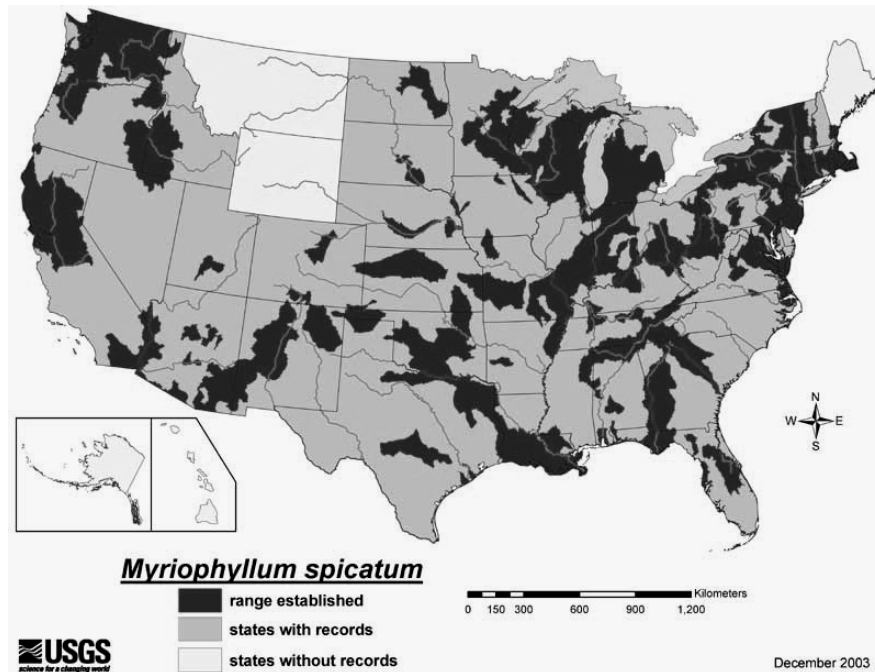 N
W E
S
Myriophyllum spicatum
range established
states with records
states without records
Kilometers
0 150 300 600 900 1,200
USGS
science for a changing world
December 2003